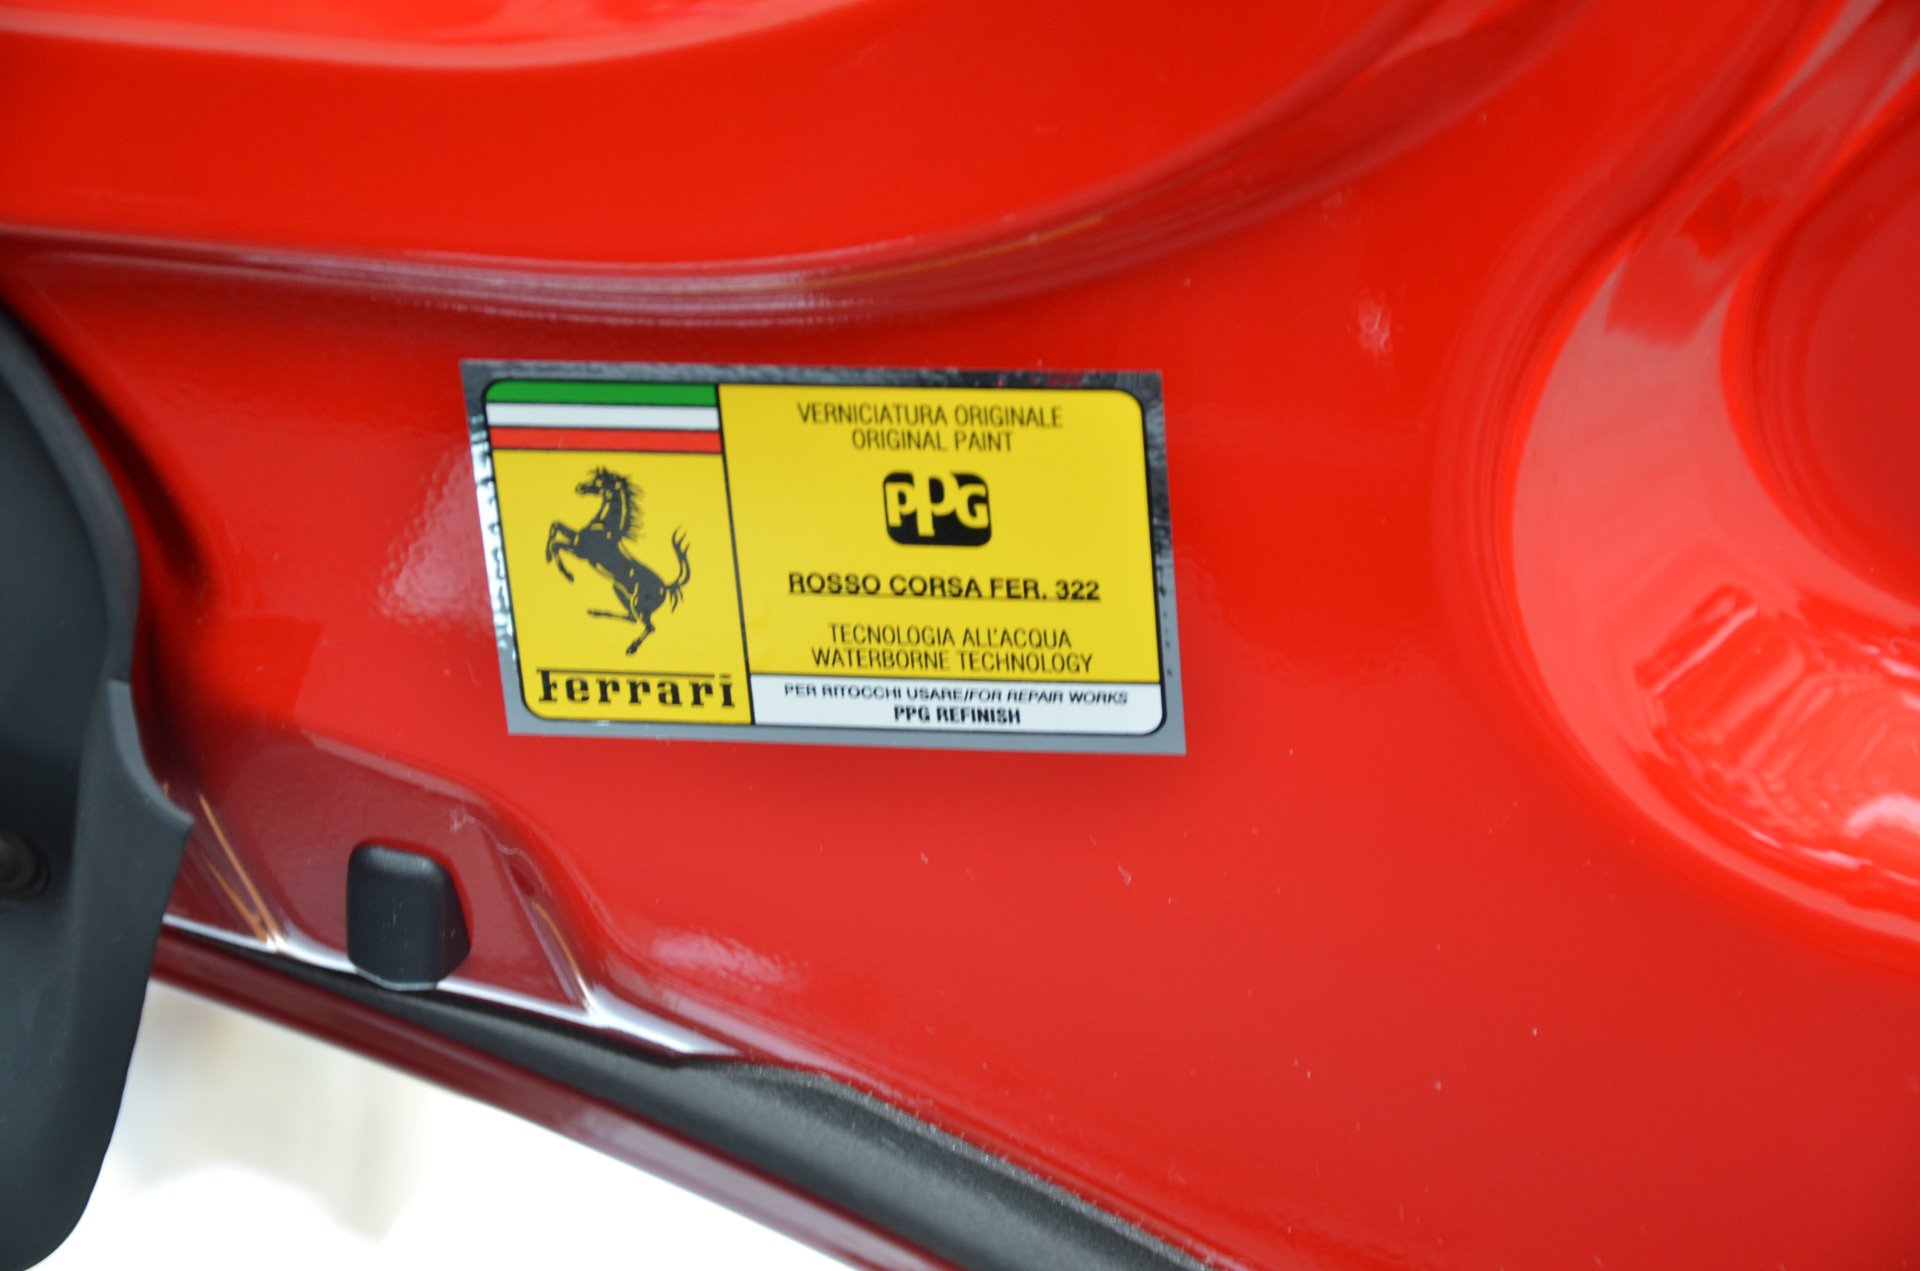 VERNICIATURA ORIGINALE
ORIGINAL PAINT
PPG
ROSSO CORSA FER. 322
TECNOLOGIA ALL'ACQUA
WATERBORNE TECHNOLOGY
Ferrari
PER RITOCCHI USARE/FOR REPAIR WORKS
PPG REFINISH